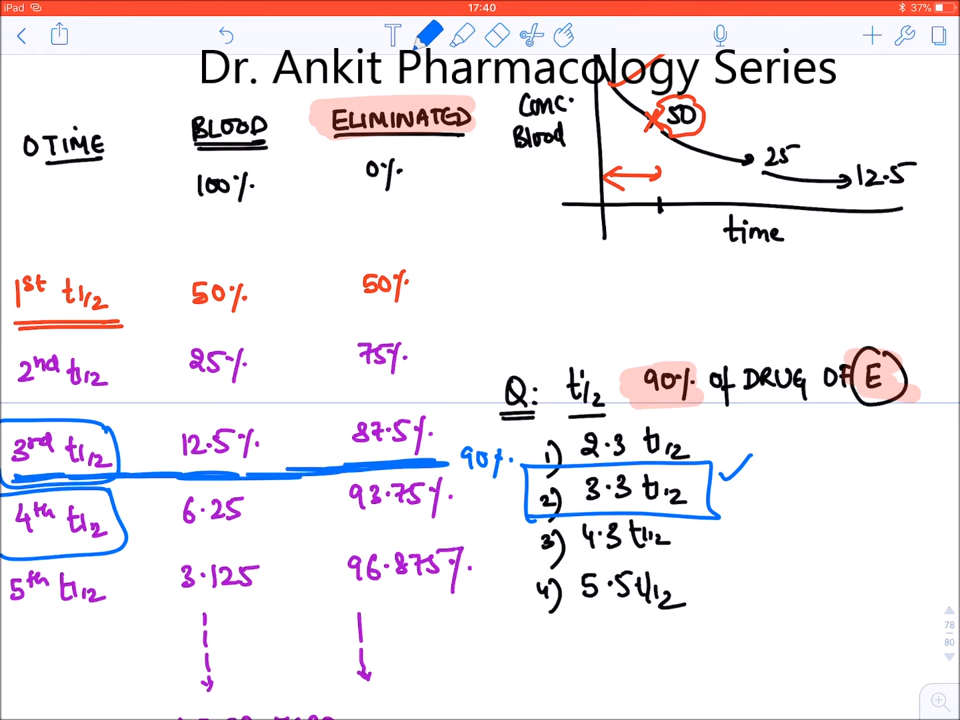 iPad
17:40
37%
Dr. Ankit Pharmacology Series
0 TIME BLOOD ELIMINATED
100% 0%
Conc.
Blood
50
25
12.5
time
1st t1/2 50% 50%
2nd t1/2 25% 75%
3rd t1/2 12.5% 87.5%
90%.
4th t1/2 6.25 93.75%
5th t1/2 3.125 96.875%
Q: t1/2 90% of DRUG OF E
1) 2.3 t1/2
2) 3.3 t1/2
3) 4.3 t1/2
4) 5.5 t1/2
78
80